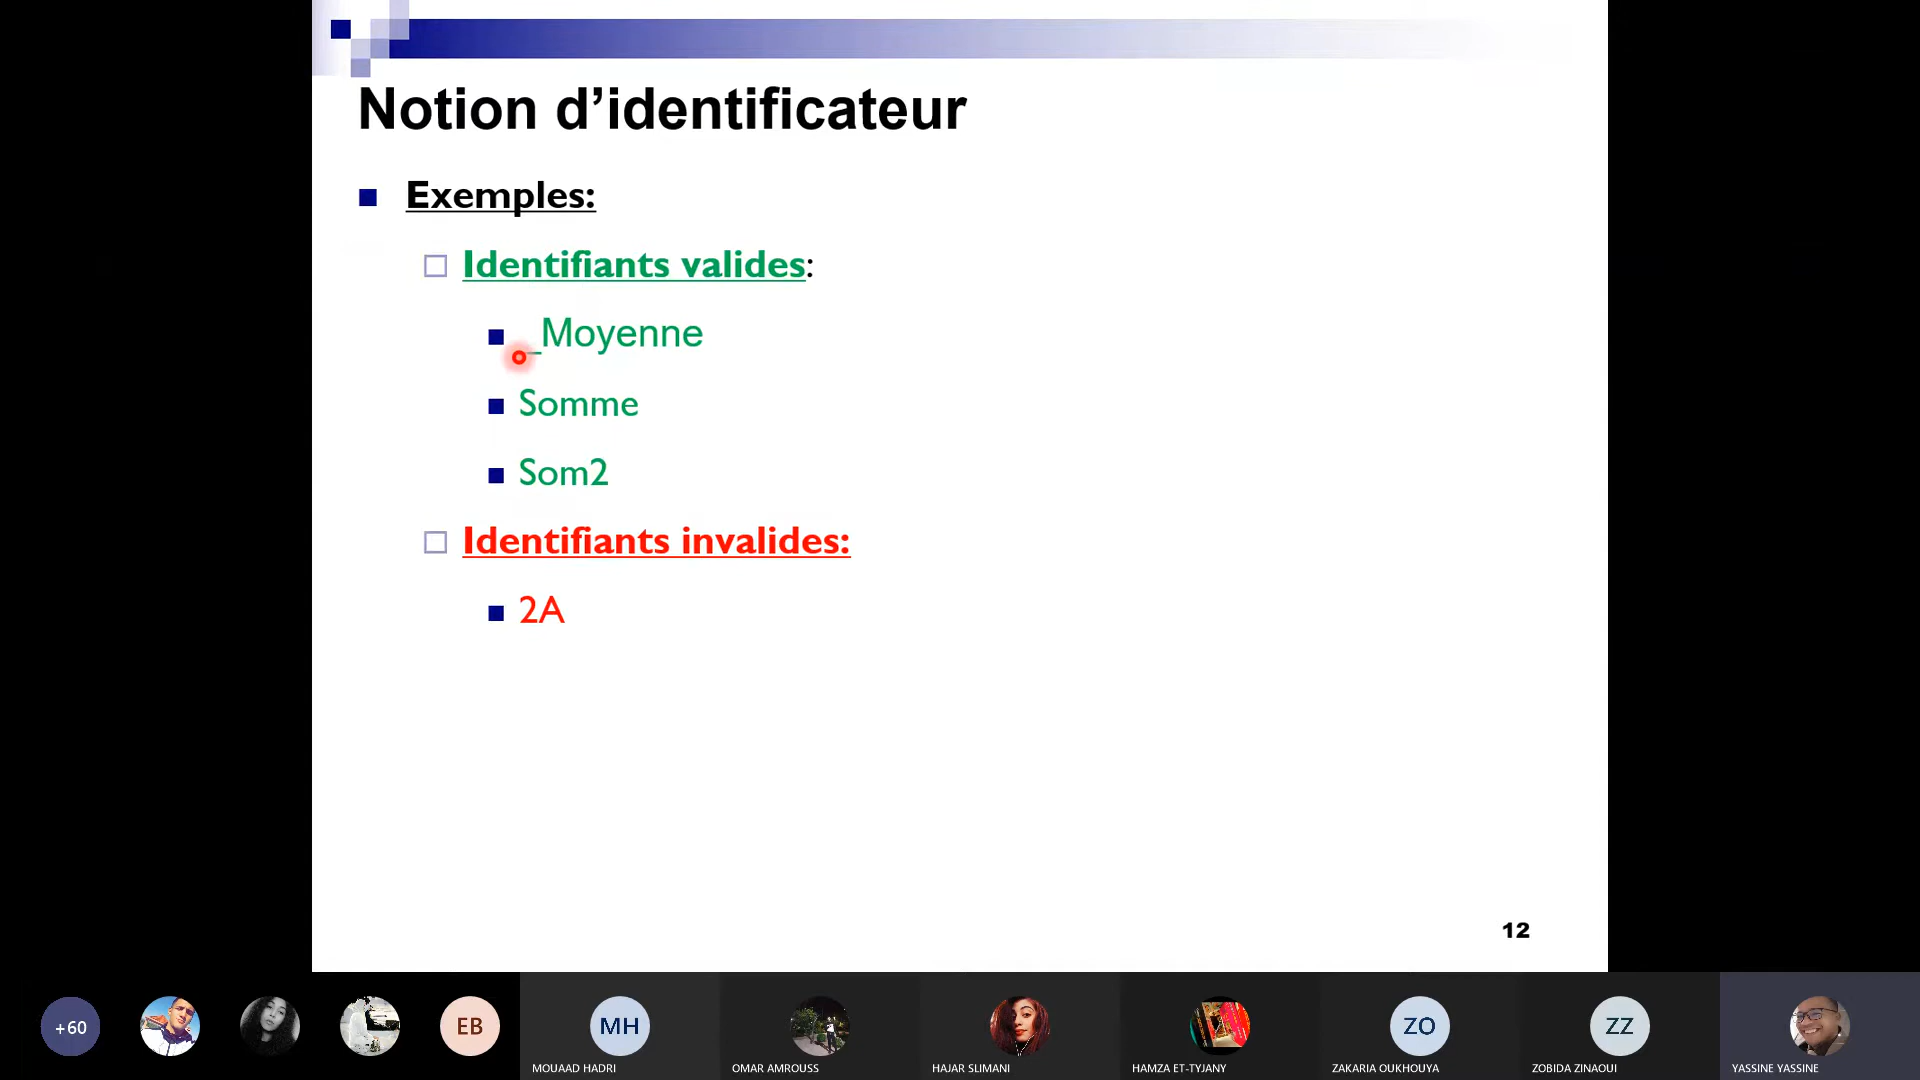 Notion d’identificateur
Exemples:
Identifiants valides:
_Moyenne
Somme
Som2
Identifiants invalides:
2A
12
+60
EB
MH
MOUAAD HADRI
OMAR AMROUSS
HAJAR SLIMANI
HAMZA ET-TYJANY
ZO
ZAKARIA OUKHOUYA
ZZ
ZOBIDA ZINAOUI
YASSINE YASSINE